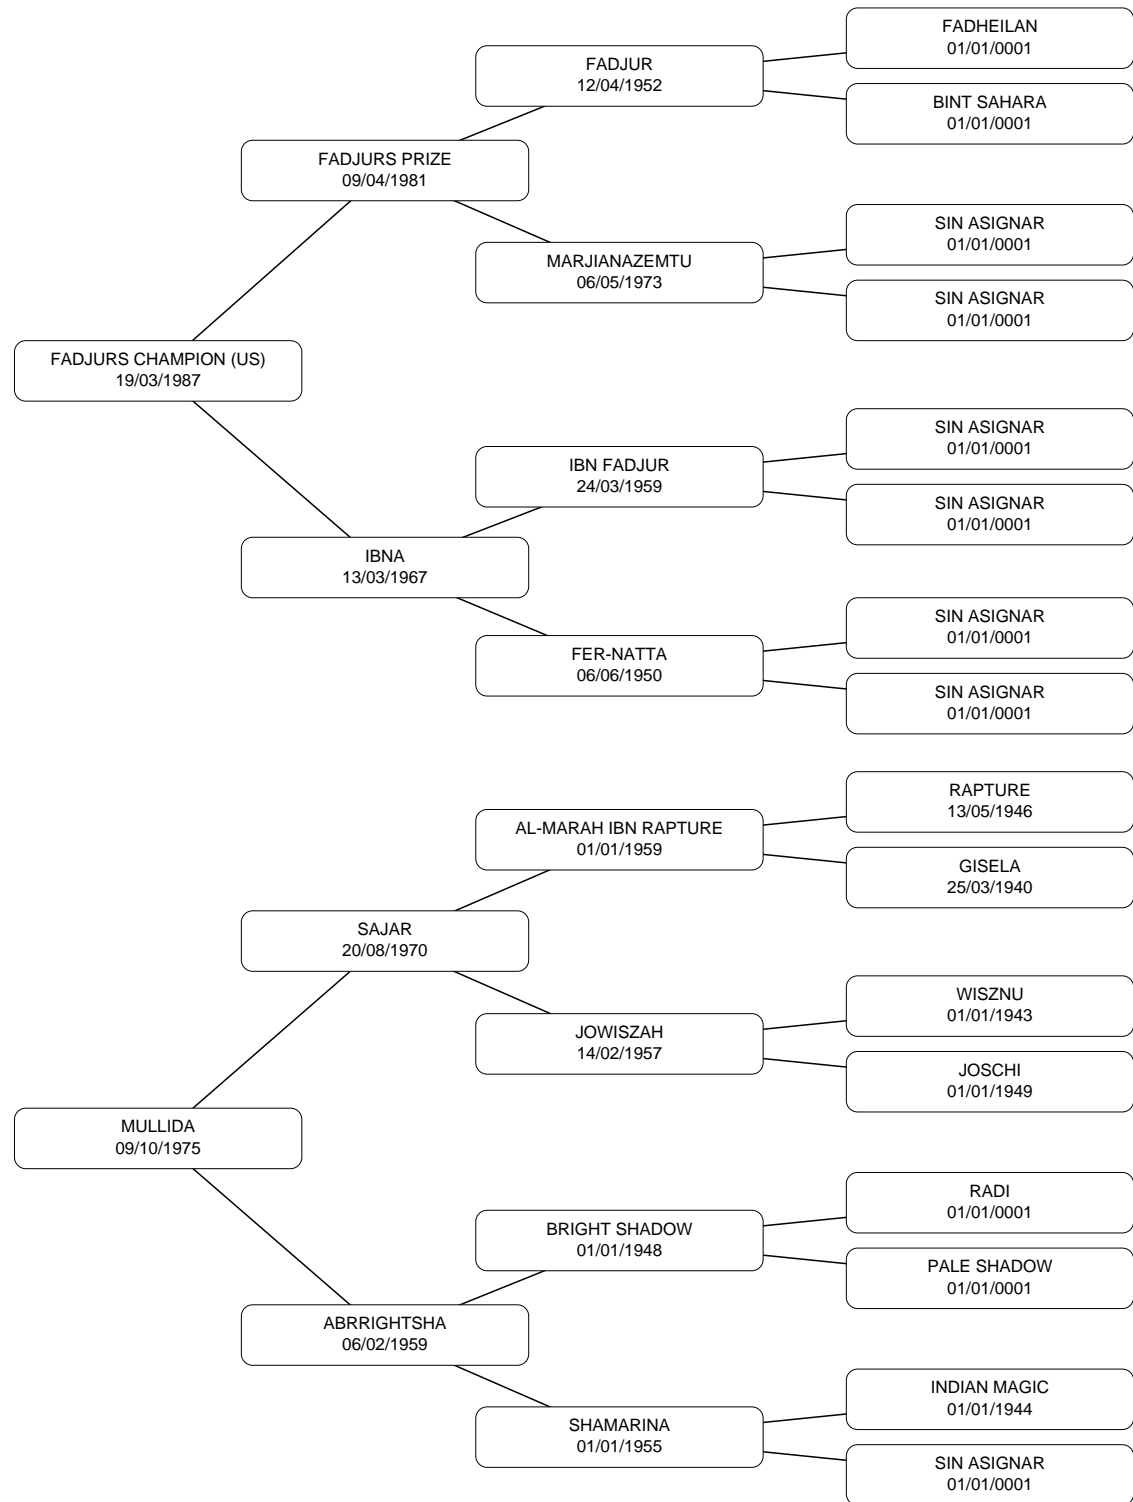 FADHEILAN
01/01/0001
FADJUR
12/04/1952
BINT SAHARA
01/01/0001
FADJURS PRIZE
09/04/1981
SIN ASIGNAR
01/01/0001
MARJIANAZEMTU
06/05/1973
SIN ASIGNAR
01/01/0001
FADJURS CHAMPION (US)
19/03/1987
SIN ASIGNAR
01/01/0001
IBN FADJUR
24/03/1959
SIN ASIGNAR
01/01/0001
IBNA
13/03/1967
SIN ASIGNAR
01/01/0001
FER-NATTA
06/06/1950
SIN ASIGNAR
01/01/0001
RAPTURE
13/05/1946
AL-MARAH IBN RAPTURE
01/01/1959
GISELA
25/03/1940
SAJAR
20/08/1970
WISZNU
01/01/1943
JOWISZAH
14/02/1957
JOSCHI
01/01/1949
MULLIDA
09/10/1975
RADI
01/01/0001
BRIGHT SHADOW
01/01/1948
PALE SHADOW
01/01/0001
ABRRIGHTSHA
06/02/1959
INDIAN MAGIC
01/01/1944
SHAMARINA
01/01/1955
SIN ASIGNAR
01/01/0001